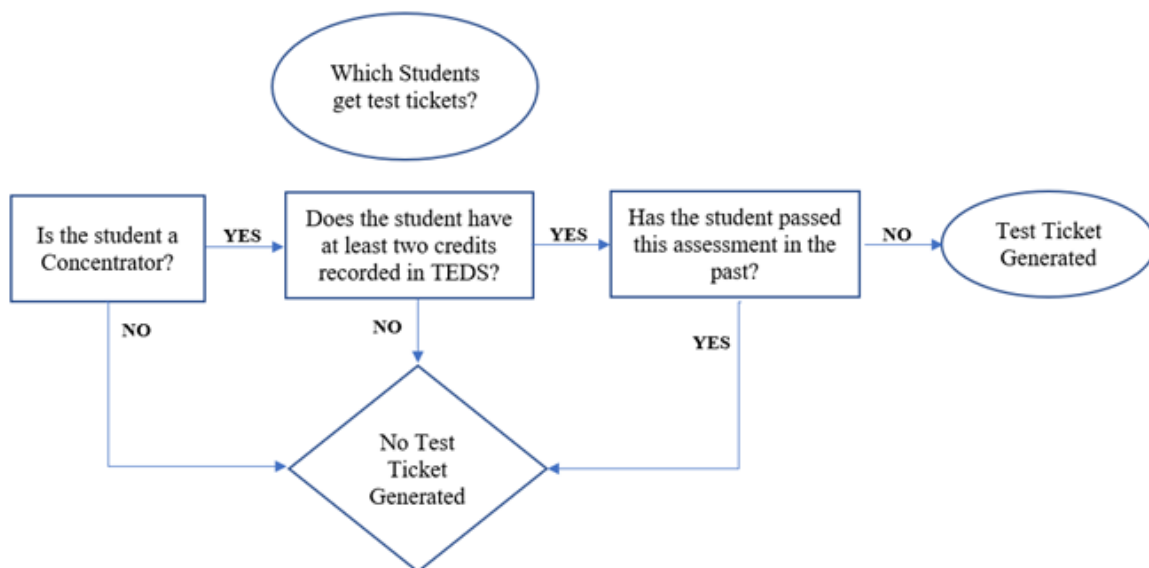 Which Students
get test tickets?
Is the student a
Concentrator?
YES
Does the student have
at least two credits
recorded in TEDS?
YES
Has the student passed
this assessment in the
past?
NO
Test Ticket
Generated
NO
NO
YES
No Test
Ticket
Generated